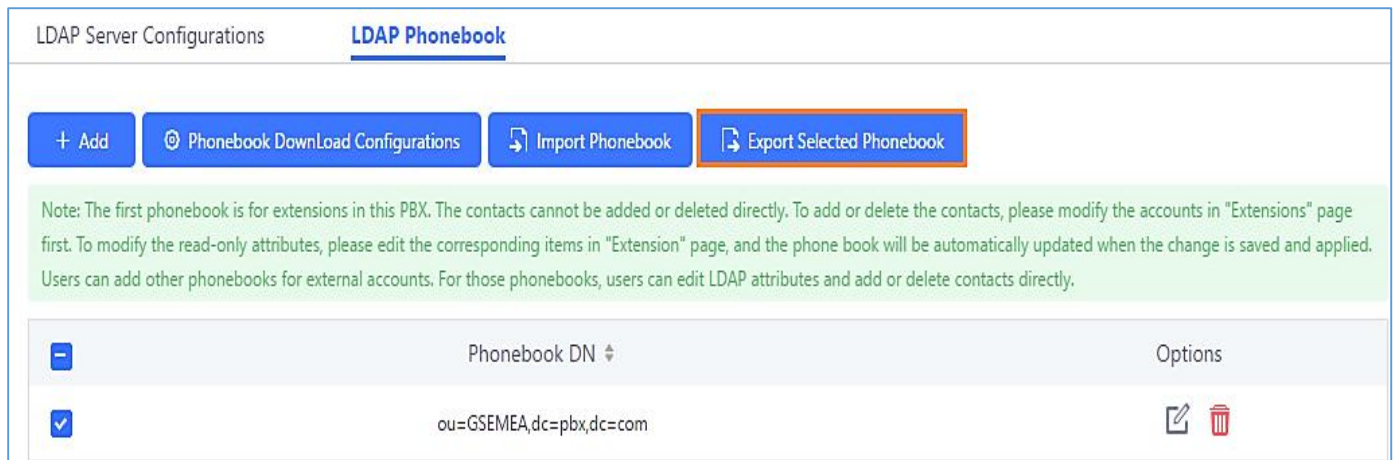 LDAP Server Configurations LDAP Phonebook
+ Add Phonebook DownLoad Configurations Import Phonebook Export Selected Phonebook
Note: The first phonebook is for extensions in this PBX. The contacts cannot be added or deleted directly. To add or delete the contacts, please modify the accounts in "Extensions" page
first. To modify the read-only attributes, please edit the corresponding items in "Extension" page, and the phone book will be automatically updated when the change is saved and applied.
Users can add other phonebooks for external accounts. For those phonebooks, users can edit LDAP attributes and add or delete contacts directly.
Phonebook DN Options
ou=GSEMEA,dc=pbx,dc=com